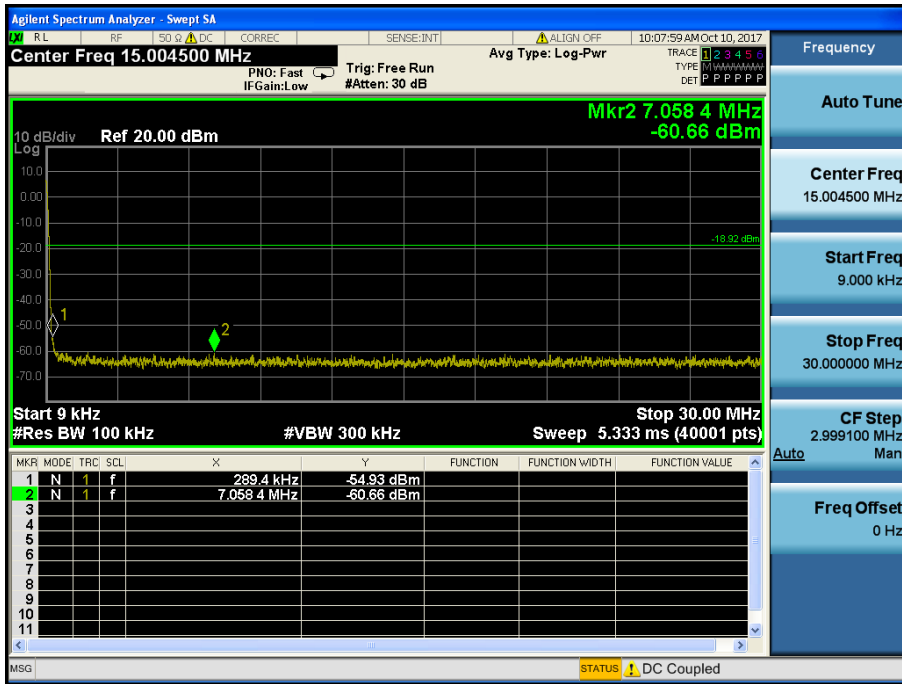 Agilent Spectrum Analyzer - Swept SA
LXI RL RF 50 Ω DC CORREC SENSE:INT ALIGN OFF 10:07:59 AM Oct 10, 2017
Center Freq 15.004500 MHz
PNO: Fast
IFGain:Low
Trig: Free Run
#Atten: 30 dB
Avg Type: Log-Pwr
TRACE 1 2 3 4 5 6
TYPE M WWWWW
DET P P P P P P
Mkr2 7.058 4 MHz
-60.66 dBm
10 dB/div Ref 20.00 dBm
Log
10.0
0.00
-10.0
-20.0
-30.0
-40.0
-50.0
-60.0
-70.0
-18.92 dBm
1
2
Start 9 kHz Stop 30.00 MHz
#Res BW 100 kHz #VBW 300 kHz Sweep 5.333 ms (40001 pts)
MKR MODE TRC SCL X Y FUNCTION FUNCTION WIDTH FUNCTION VALUE
1 N 1 f 289.4 kHz -54.93 dBm
2 N 1 f 7.058 4 MHz -60.66 dBm
3
4
5
6
7
8
9
10
11
MSG STATUS DC Coupled
Frequency
Auto Tune
Center Freq
15.004500 MHz
Start Freq
9.000 kHz
Stop Freq
30.000000 MHz
CF Step
2.999100 MHz
Auto Man
Freq Offset
0 Hz